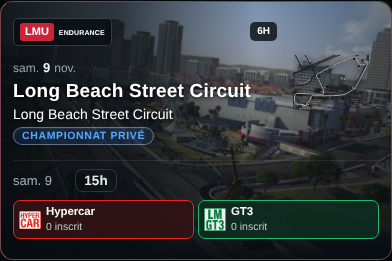 LMU ENDURANCE
6H
sam. 9 nov.
Long Beach Street Circuit
Long Beach Street Circuit
CHAMPIONNAT PRIVÉ
sam. 9 15h
HYPER CAR
Hypercar
0 inscrit
LM GT3
GT3
0 inscrit